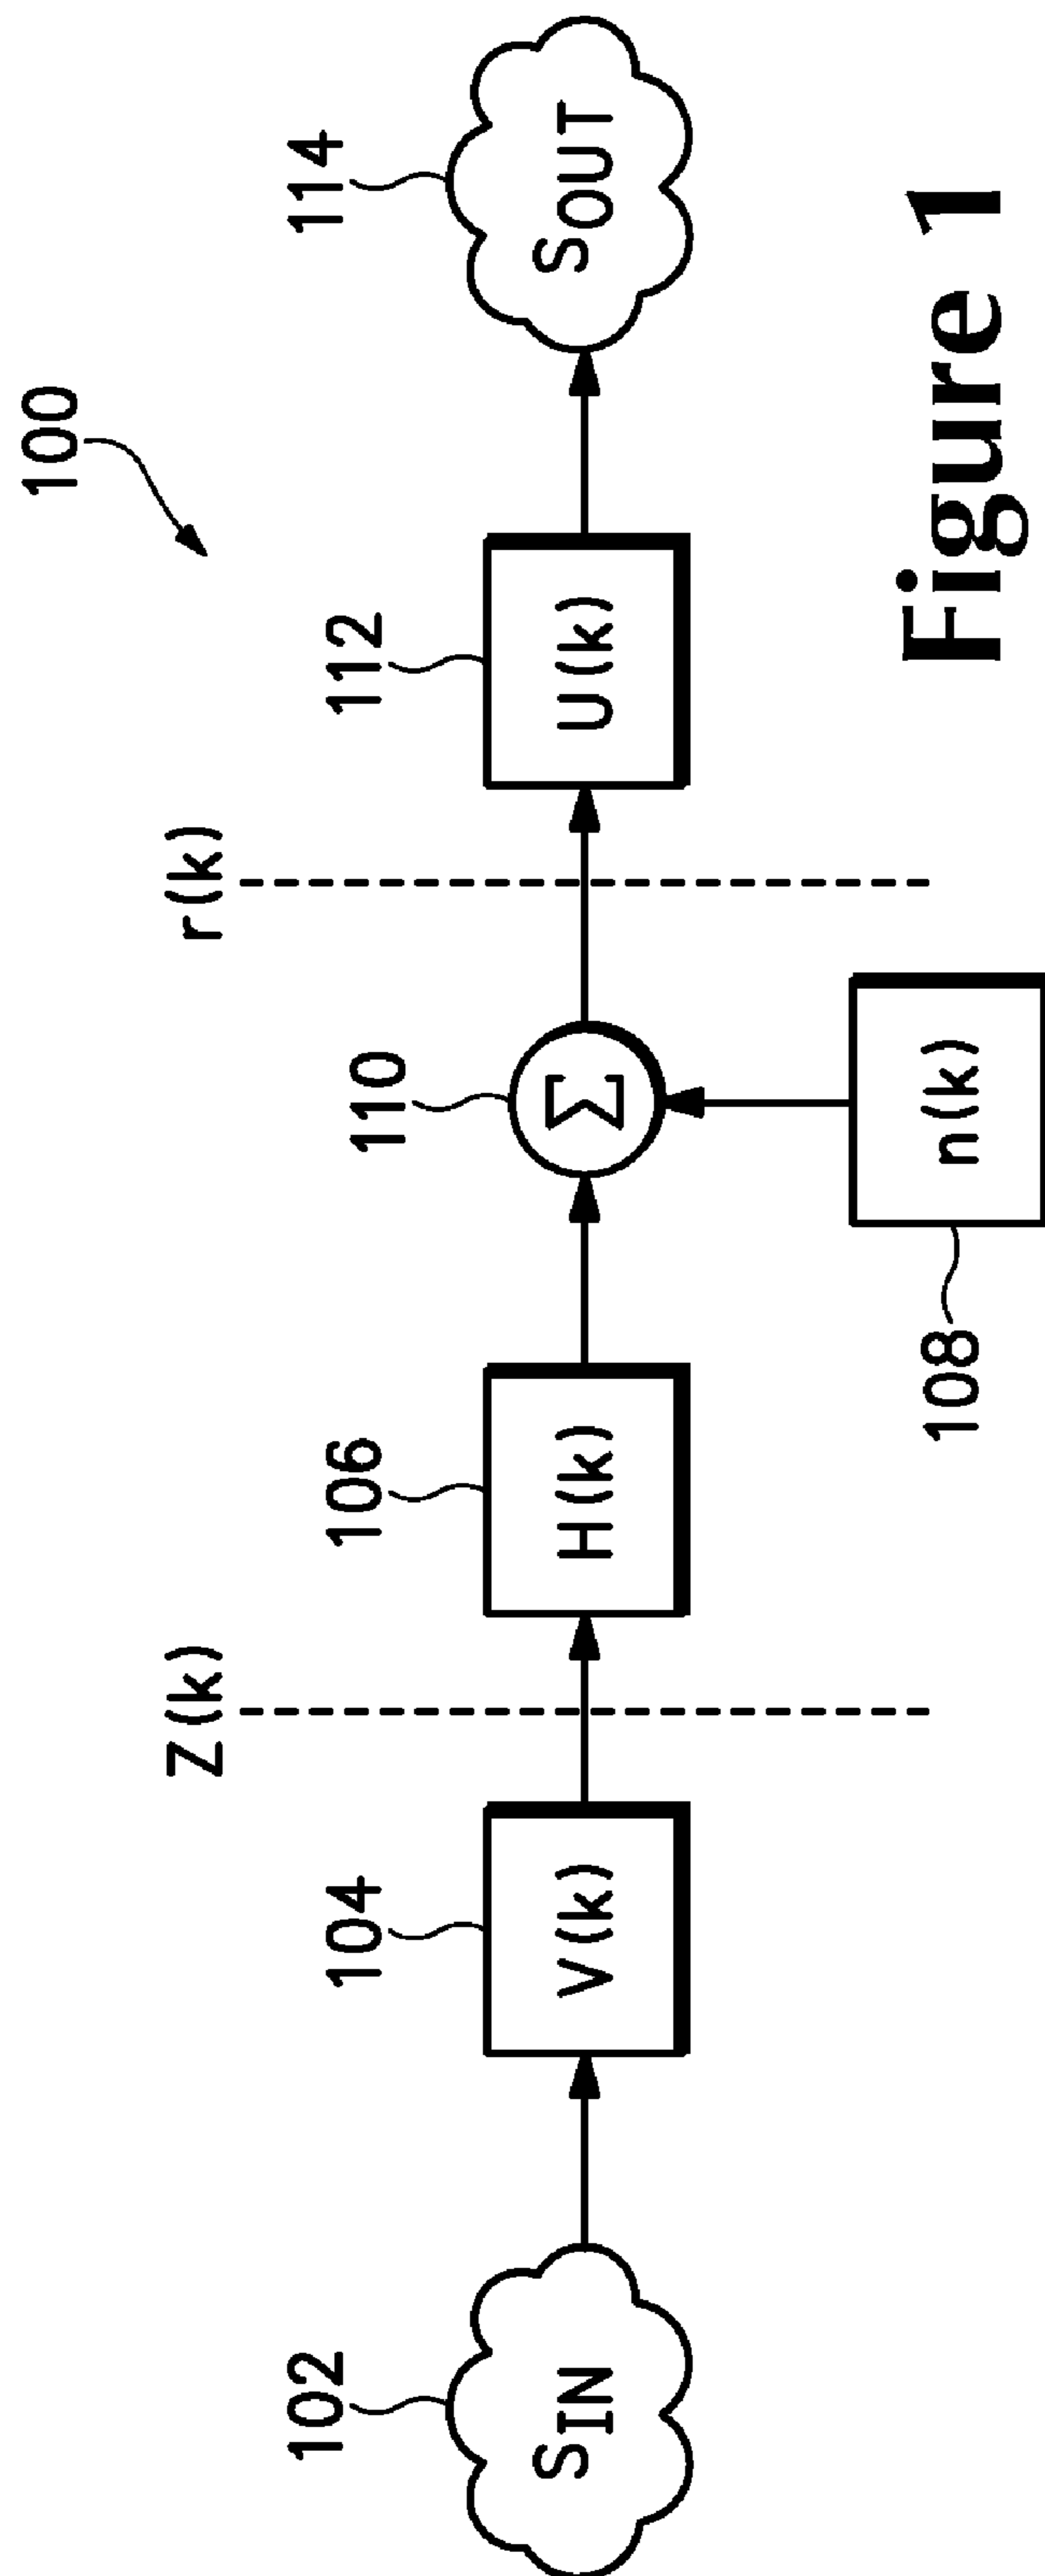 100
Z(k)
r(k)
102
104
106
110
112
114
SIN
V(k)
H(k)
Σ
U(k)
SOUT
108
n(k)
Figure 1